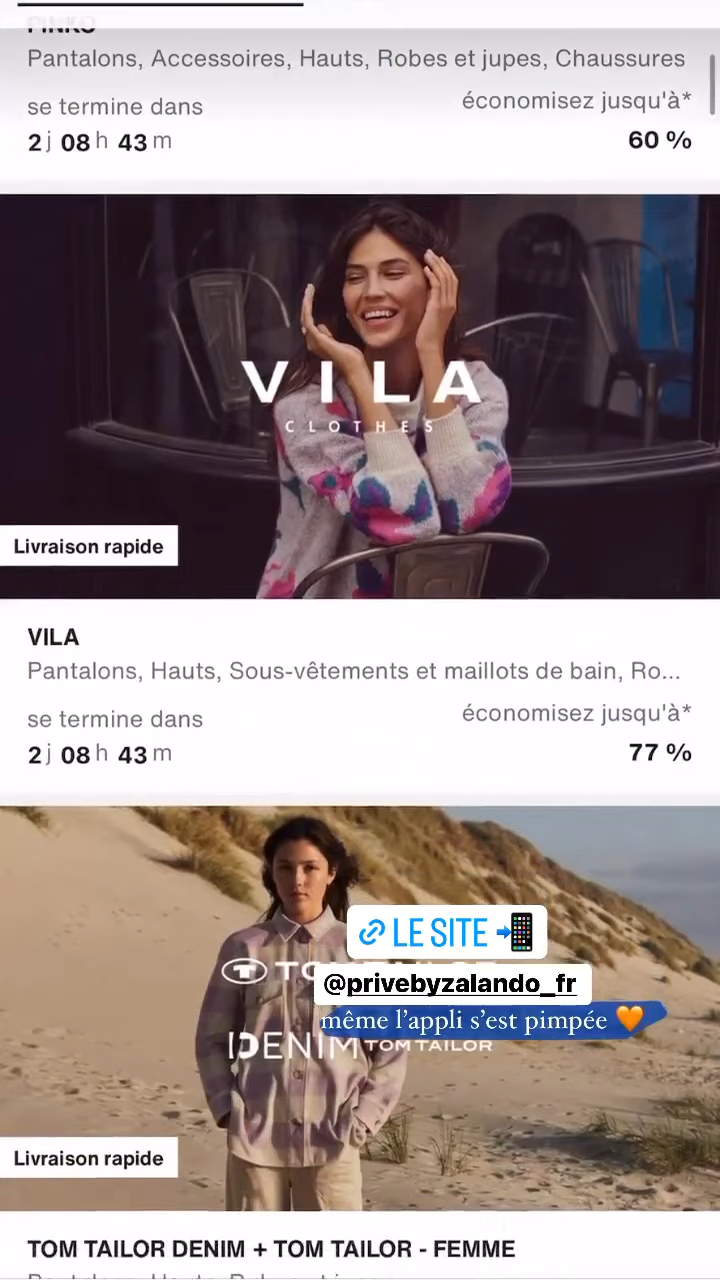 PINKO
Pantalons, Accessoires, Hauts, Robes et jupes, Chaussures
se termine dans
économisez jusqu'à*
2 j 08 h 43 m
60 %
VILA
CLOTHES
Livraison rapide
VILA
Pantalons, Hauts, Sous-vêtements et maillots de bain, Ro...
se termine dans
économisez jusqu'à*
2 j 08 h 43 m
77 %
LE SITE
@privebyzalando_fr
même l'appli s'est pimpée
DENIM TOM TAILOR
Livraison rapide
TOM TAILOR DENIM + TOM TAILOR - FEMME